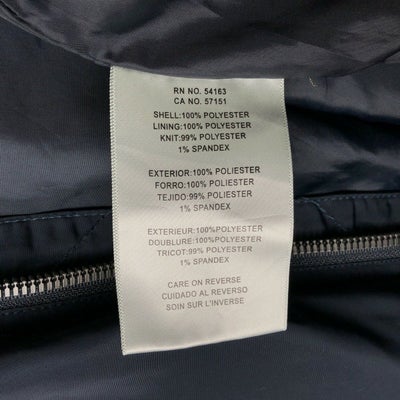 RN NO. 54163
CA NO. 57151
SHELL:100% POLYESTER
LINING:100% POLYESTER
KNIT:99% POLYESTER
1% SPANDEX
EXTERIOR:100% POLIESTER
FORRO:100% POLIESTER
TEJIDO:99% POLIESTER
1% SPANDEX
EXTERIEUR:100%POLYESTER
DOUBLURE:100%POLYESTER
TRICOT:99%POLYESTER
1% SPANDEX
CARE ON REVERSE
CUIDADO AL REVERSO
SOIN SUR L'INVERSE